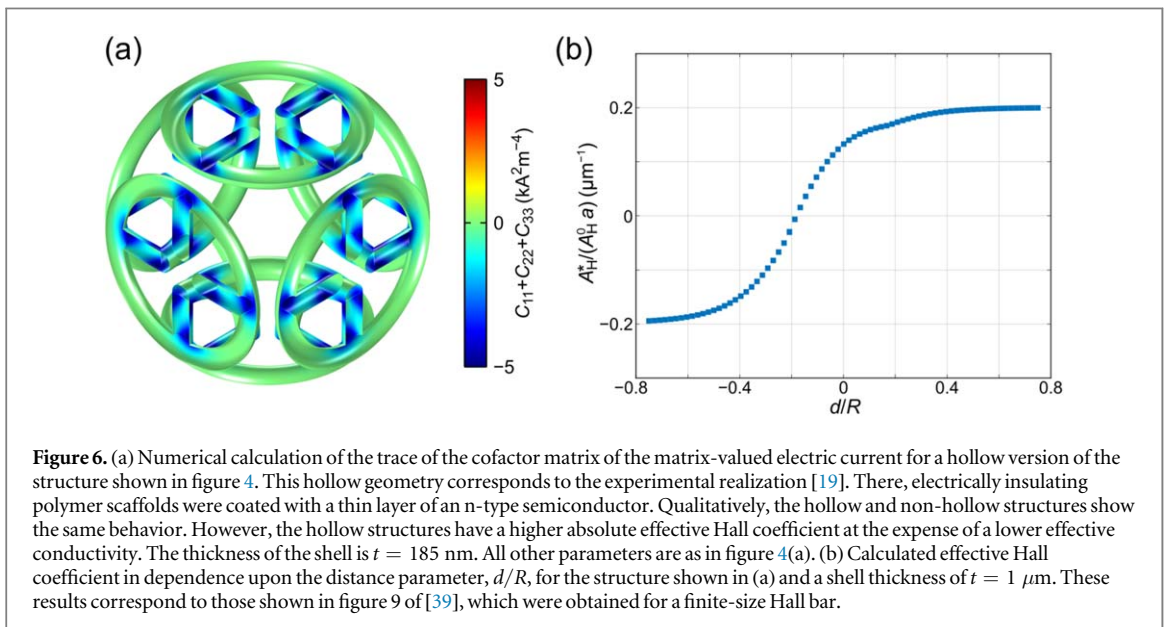 (a)
5
0
−5
C₁₁+C₂₂+C₃₃ (kA²m⁻⁴)
(b)
0.2
0
−0.2
A*H/(A⁰H a) (μm⁻¹)
−0.8 −0.4 0 0.4 0.8
d/R
Figure 6. (a) Numerical calculation of the trace of the cofactor matrix of the matrix-valued electric current for a hollow version of the
structure shown in figure 4. This hollow geometry corresponds to the experimental realization [19]. There, electrically insulating
polymer scaffolds were coated with a thin layer of an n-type semiconductor. Qualitatively, the hollow and non-hollow structures show
the same behavior. However, the hollow structures have a higher absolute effective Hall coefficient at the expense of a lower effective
conductivity. The thickness of the shell is t = 185 nm. All other parameters are as in figure 4(a). (b) Calculated effective Hall
coefficient in dependence upon the distance parameter, d/R, for the structure shown in (a) and a shell thickness of t = 1 μm. These
results correspond to those shown in figure 9 of [39], which were obtained for a finite-size Hall bar.